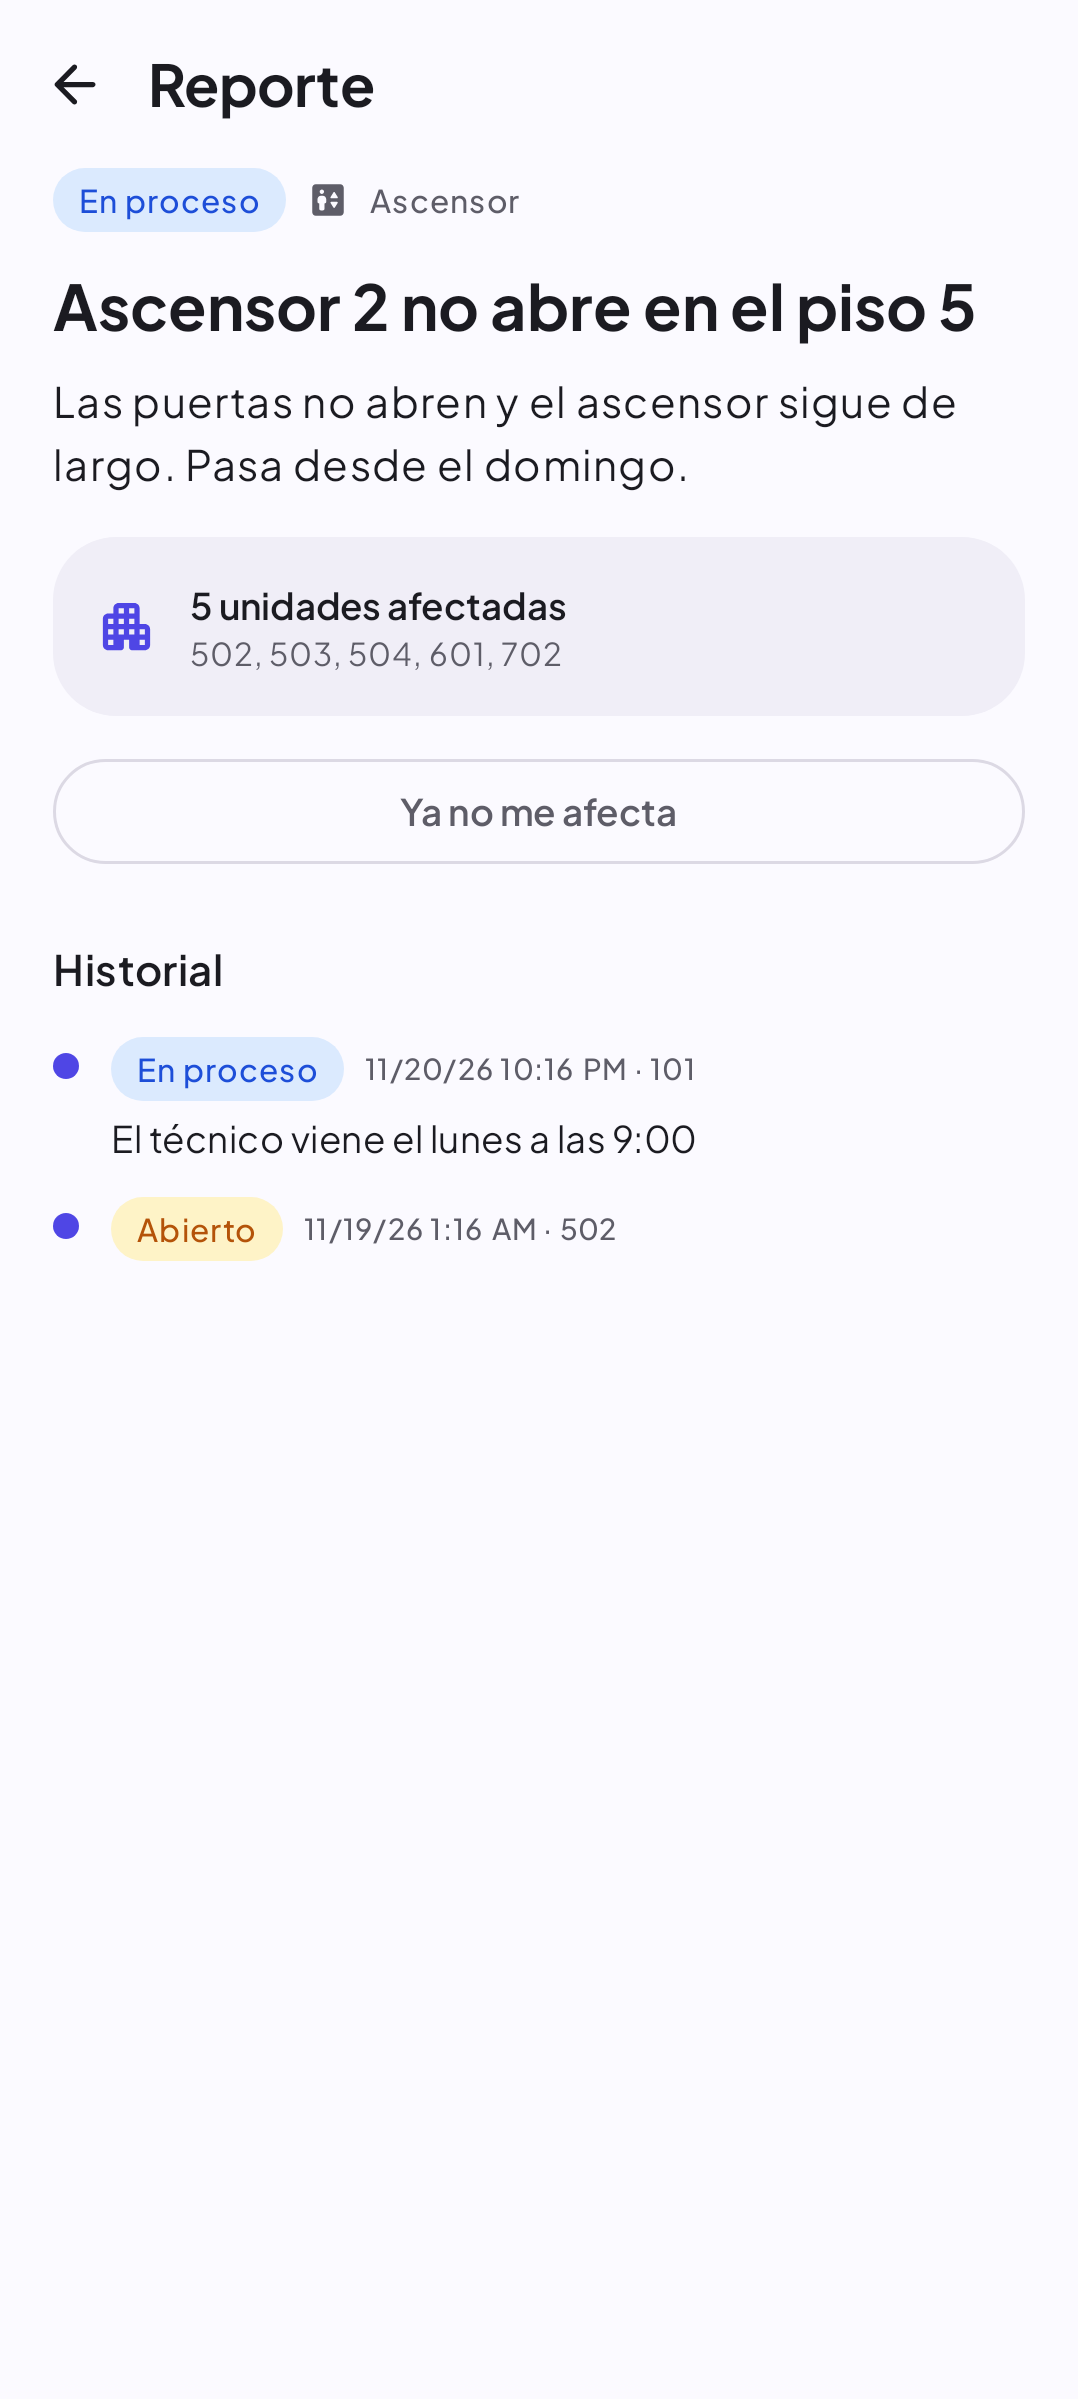 Reporte
En proceso Ascensor
Ascensor 2 no abre en el piso 5
Las puertas no abren y el ascensor sigue de
largo. Pasa desde el domingo.
5 unidades afectadas
502, 503, 504, 601, 702
Ya no me afecta
Historial
En proceso 11/20/26 10:16 PM · 101
El técnico viene el lunes a las 9:00
Abierto 11/19/26 1:16 AM · 502